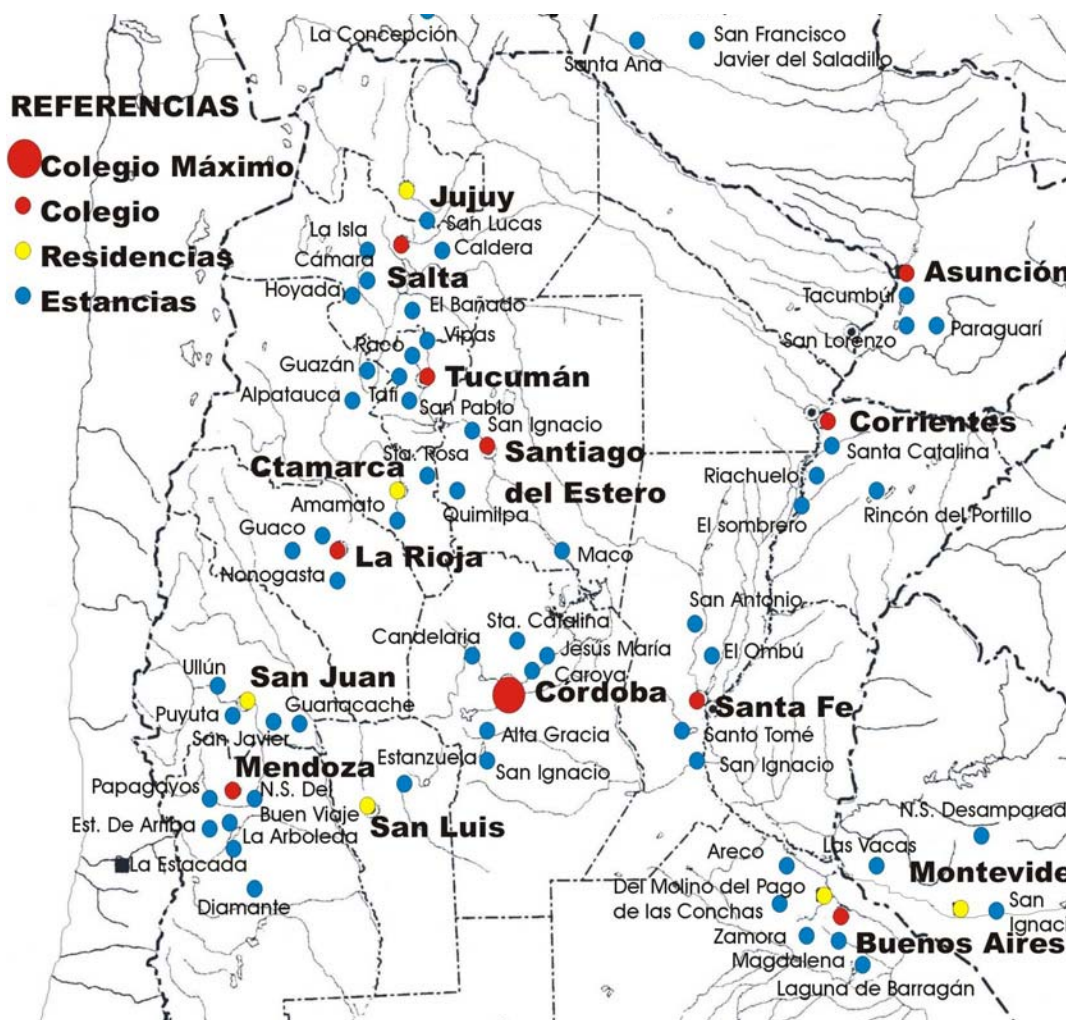 La Concepción
Santa Ana
San Francisco
Javier del Saladillo
REFERENCIAS
Colegio Máximo
Colegio
Residencias
Estancias
Jujuy
San Lucas
La Isla
Caldera
Cámara
Salta
Hoyada
El Bañado
Vipas
Raco
Guazán
Tucumán
Alpatauca
Tafi
San Pablo
San Ignacio
Asunción
Tacumbú
San Lorenzo
Paraguarí
Corrientes
Santa Catalina
Riachuelo
El sombrero
Rincón del Portillo
Sta. Rosa
Santiago
del Estero
Ctamarca
Amamato
Quimilpa
Guaco
La Rioja
Nonogasta
Maco
San Antonio
Sta. Catalina
Candelaria
Jesús María
El Ombú
Caroya
Córdoba
Ullún
San Juan
Guanacache
Puyuta
San Javier
Santa Fe
Alta Gracia
Santo Tomé
Estanzuela
San Ignacio
San Ignacio
Mendoza
Papagayos
N.S. Del
Buen Viaje
Est. De Arriba
La Arboleda
San Luis
La Estacada
Diamante
N.S. Desamparad
Areco
Las Vacas
Montevide
Del Molino del Pago
de las Conchas
San
Ignaci
Zamora
Buenos Aires
Magdalena
Laguna de Barragán